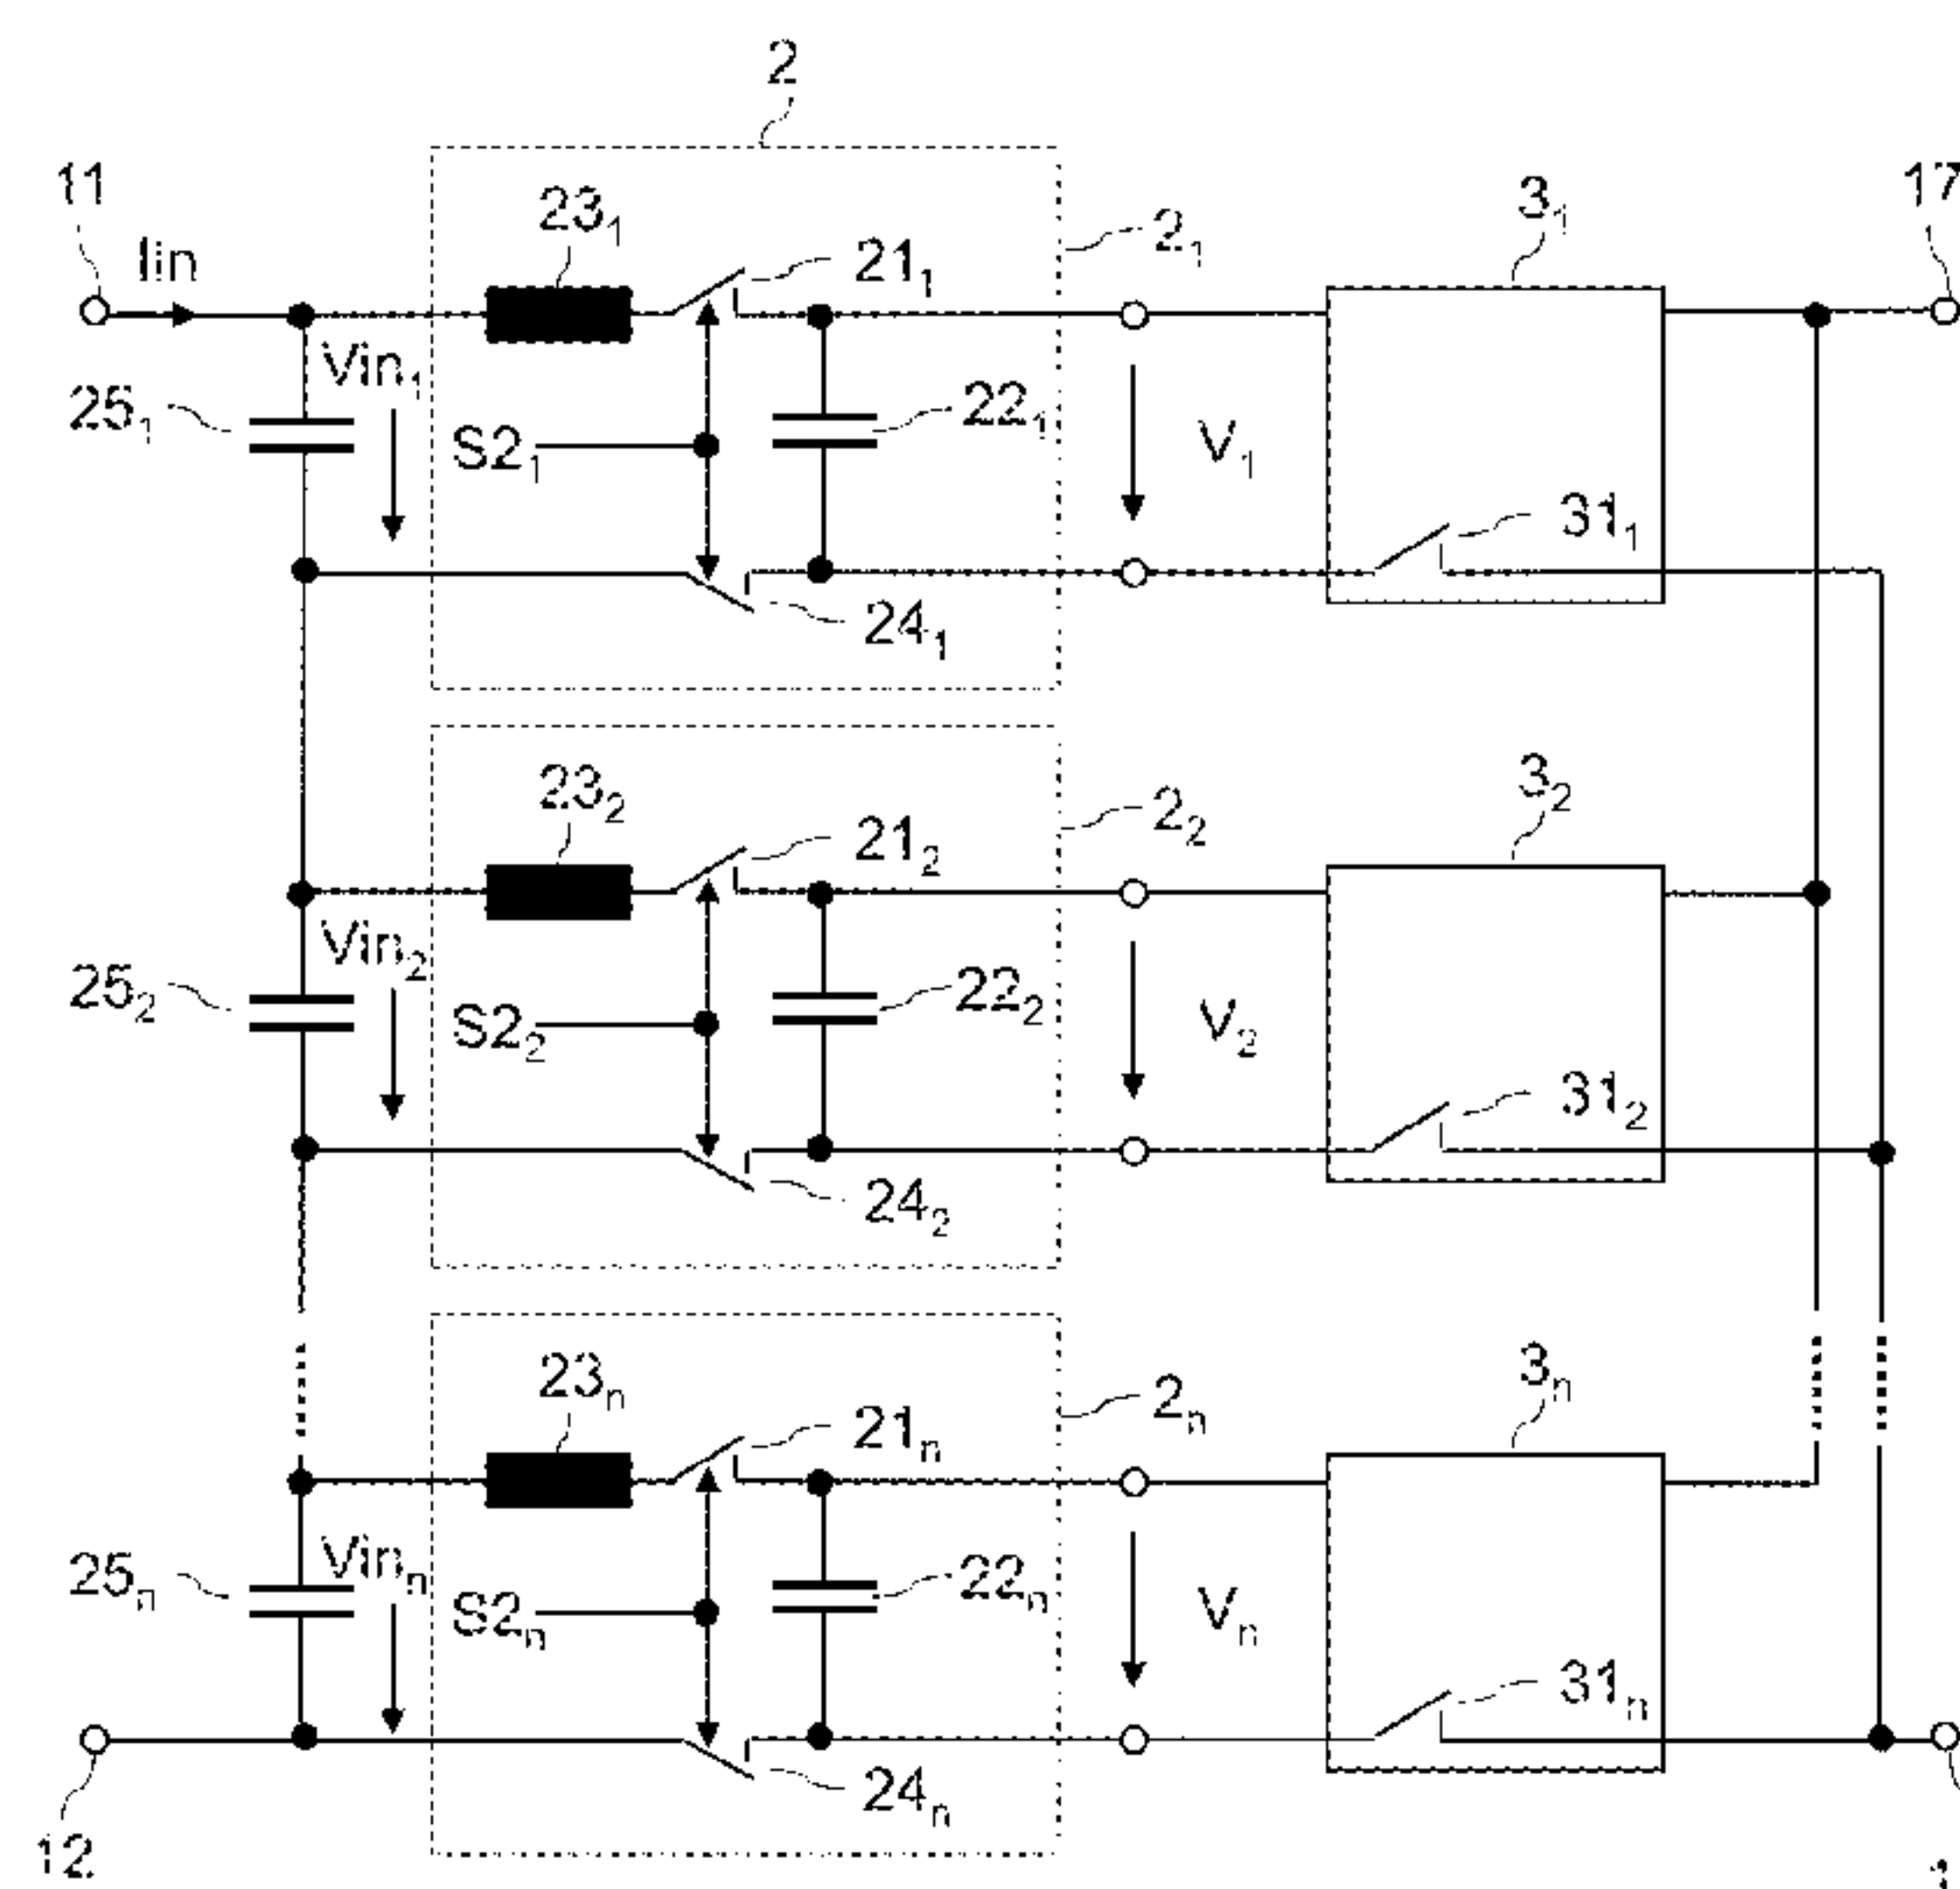 2
11
Iin
23₁
21₁
2₁
3₁
17
Vin₁
25₁
S2₁
22₁
V₁
31₁
24₁
23₂
21₂
2₂
3₂
Vin₂
25₂
S2₂
22₂
V₂
31₂
24₂
23ₙ
21ₙ
2ₙ
3ₙ
Vinₙ
25ₙ
S2ₙ
22ₙ
Vₙ
31ₙ
24ₙ
12